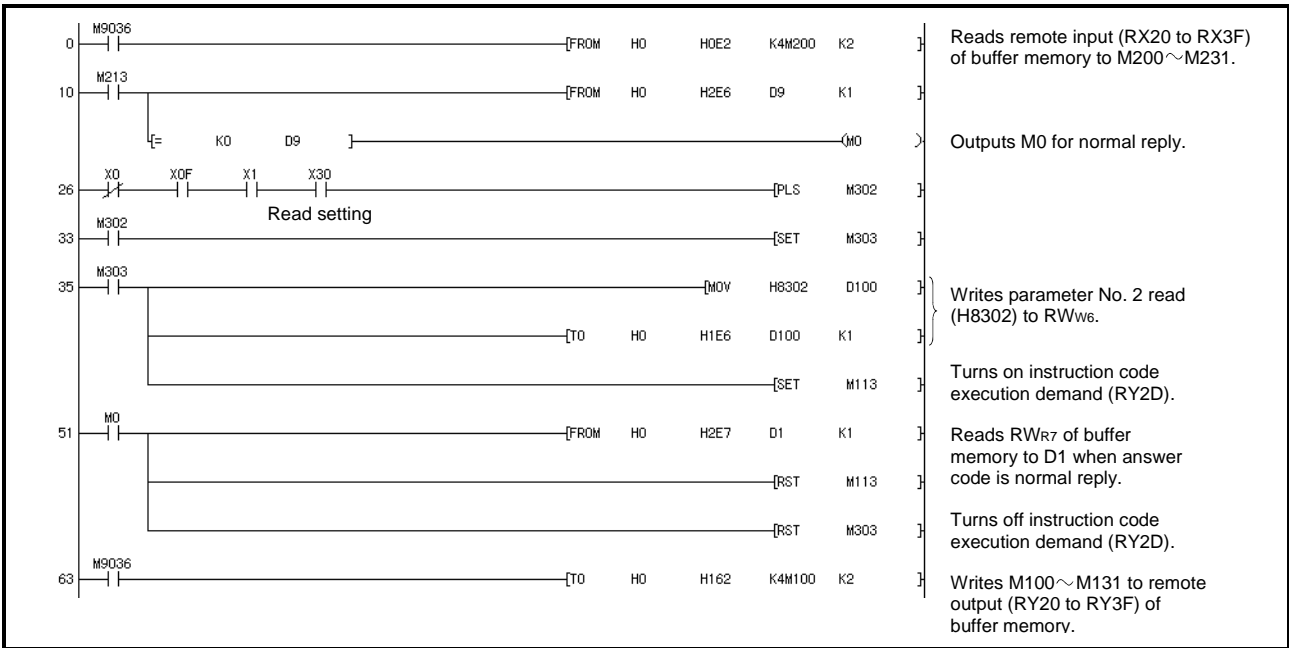 M9036
0 [FROM H0 H0E2 K4M200 K2 ] Reads remote input (RX20 to RX3F)
of buffer memory to M200～M231.
M213
10 [FROM H0 H2E6 D9 K1 ]
[= K0 D9 ] (M0 ) Outputs M0 for normal reply.
X0 X0F X1 X30
26 [PLS M302 ]
Read setting
M302
33 [SET M303 ]
M303
35 [MOV H8302 D100 ] Writes parameter No. 2 read
(H8302) to RWW6.
[TO H0 H1E6 D100 K1 ]
Turns on instruction code
[SET M113 ]
execution demand (RY2D).
M0
51 [FROM H0 H2E7 D1 K1 ] Reads RWR7 of buffer
memory to D1 when answer
[RST M113 ] code is normal reply.
Turns off instruction code
[RST M303 ] execution demand (RY2D).
M9036
63 [TO H0 H162 K4M100 K2 ] Writes M100～M131 to remote
output (RY20 to RY3F) of
buffer memory.